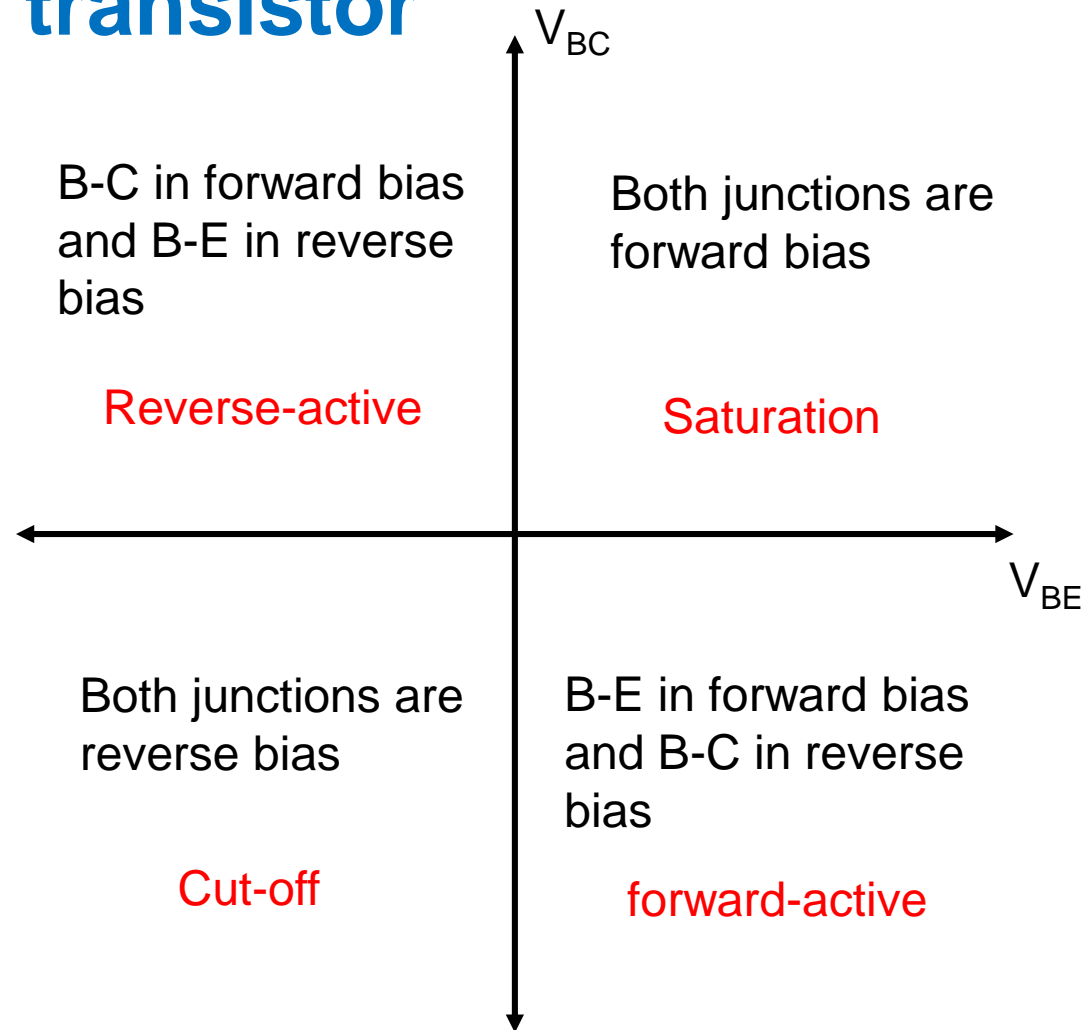 transistor
V_BC
B-C in forward bias
and B-E in reverse
bias
Reverse-active
Both junctions are
forward bias
Saturation
V_BE
Both junctions are
reverse bias
Cut-off
B-E in forward bias
and B-C in reverse
bias
forward-active